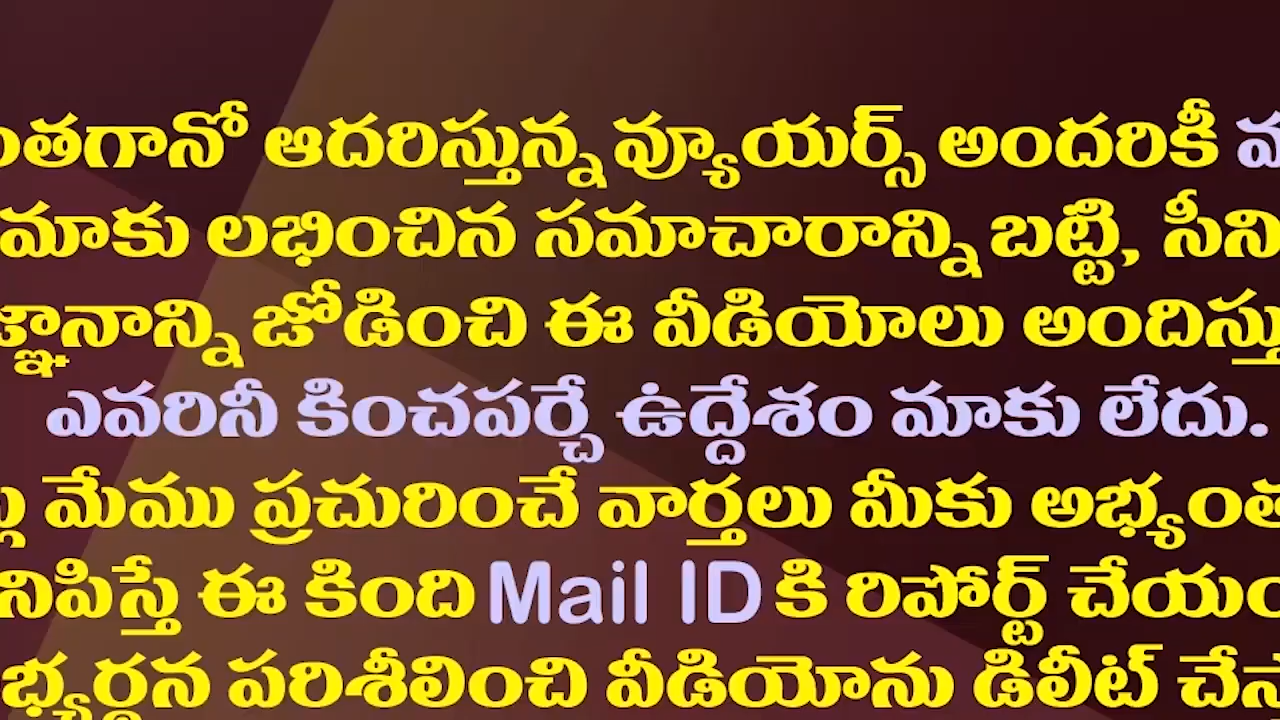 ంతగానో ఆదరిస్తున్న వ్యూయర్స్ అందరికీ
మాకు లభించిన సమాచారాన్ని బట్టి, సీని
జ్ఞానాన్ని జోడించి ఈ వీడియోలు అందిస్తు
ఎవరినీ కించపర్చే ఉద్దేశం మాకు లేదు.
మేము ప్రచురించే వార్తలు మీకు అభ్యంత
నిపిస్తే ఈ కింది Mail ID కి రిపోర్ట్ చేయం
భ్యర్థన పరిశీలించి వీడియోను డిలీట్ చేస